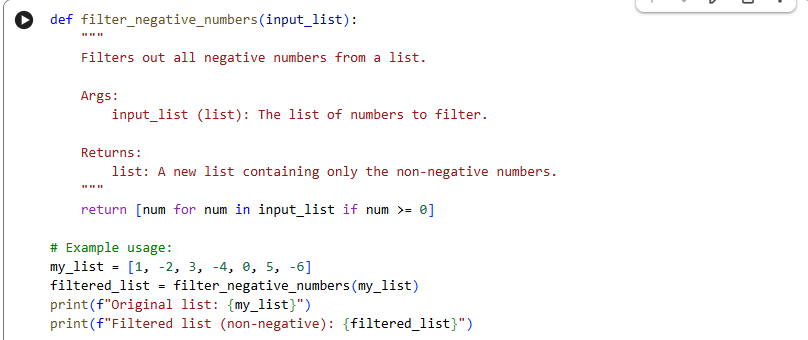 def filter_negative_numbers(input_list):
    """
    Filters out all negative numbers from a list.

    Args:
        input_list (list): The list of numbers to filter.

    Returns:
        list: A new list containing only the non-negative numbers.
    """
    return [num for num in input_list if num >= 0]

# Example usage:
my_list = [1, -2, 3, -4, 0, 5, -6]
filtered_list = filter_negative_numbers(my_list)
print(f"Original list: {my_list}")
print(f"Filtered list (non-negative): {filtered_list}")